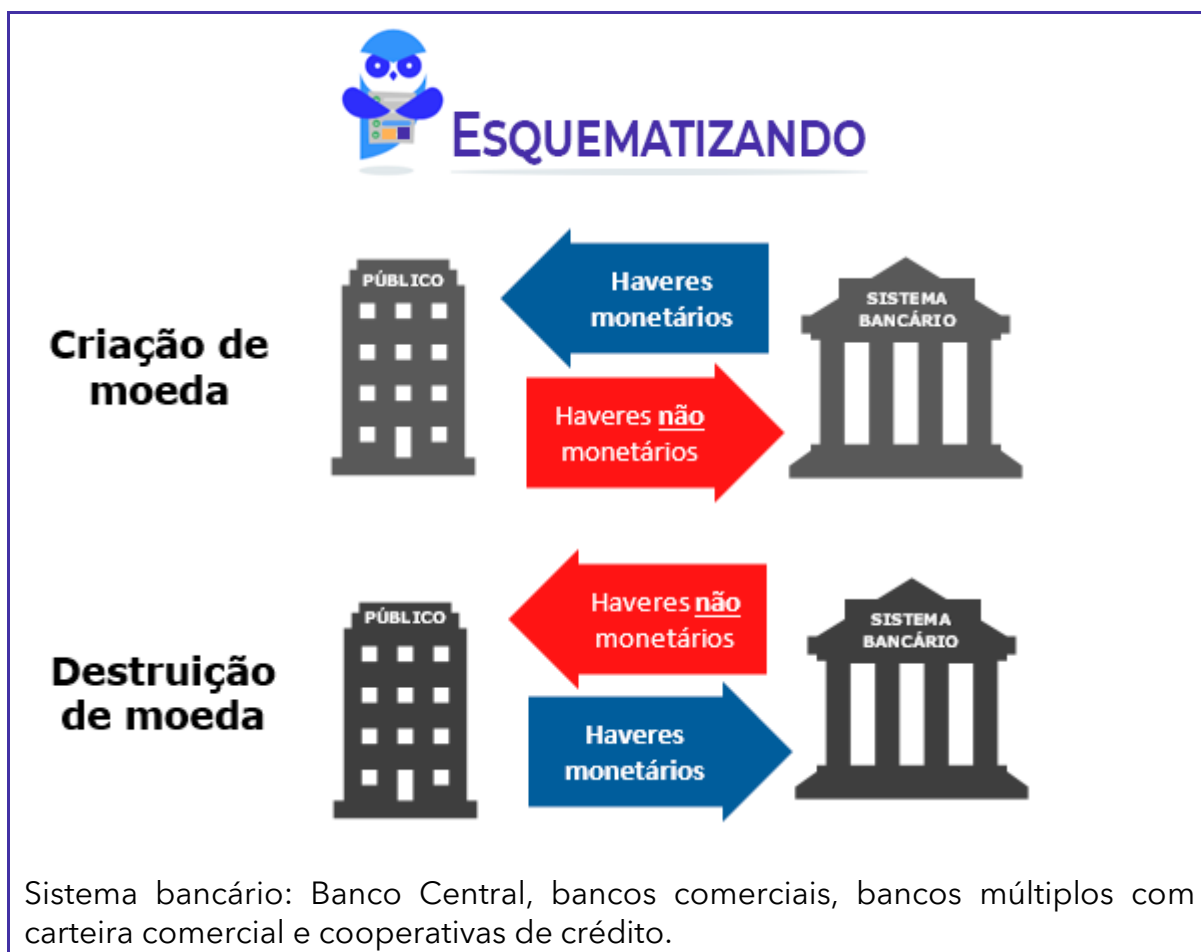 ESQUEMATIZANDO
Criação de
moeda
PÚBLICO
Haveres
monetários
Haveres não
monetários
SISTEMA
BANCÁRIO
Destruição
de moeda
PÚBLICO
Haveres não
monetários
Haveres
monetários
SISTEMA
BANCÁRIO
Sistema bancário: Banco Central, bancos comerciais, bancos múltiplos com
carteira comercial e cooperativas de crédito.